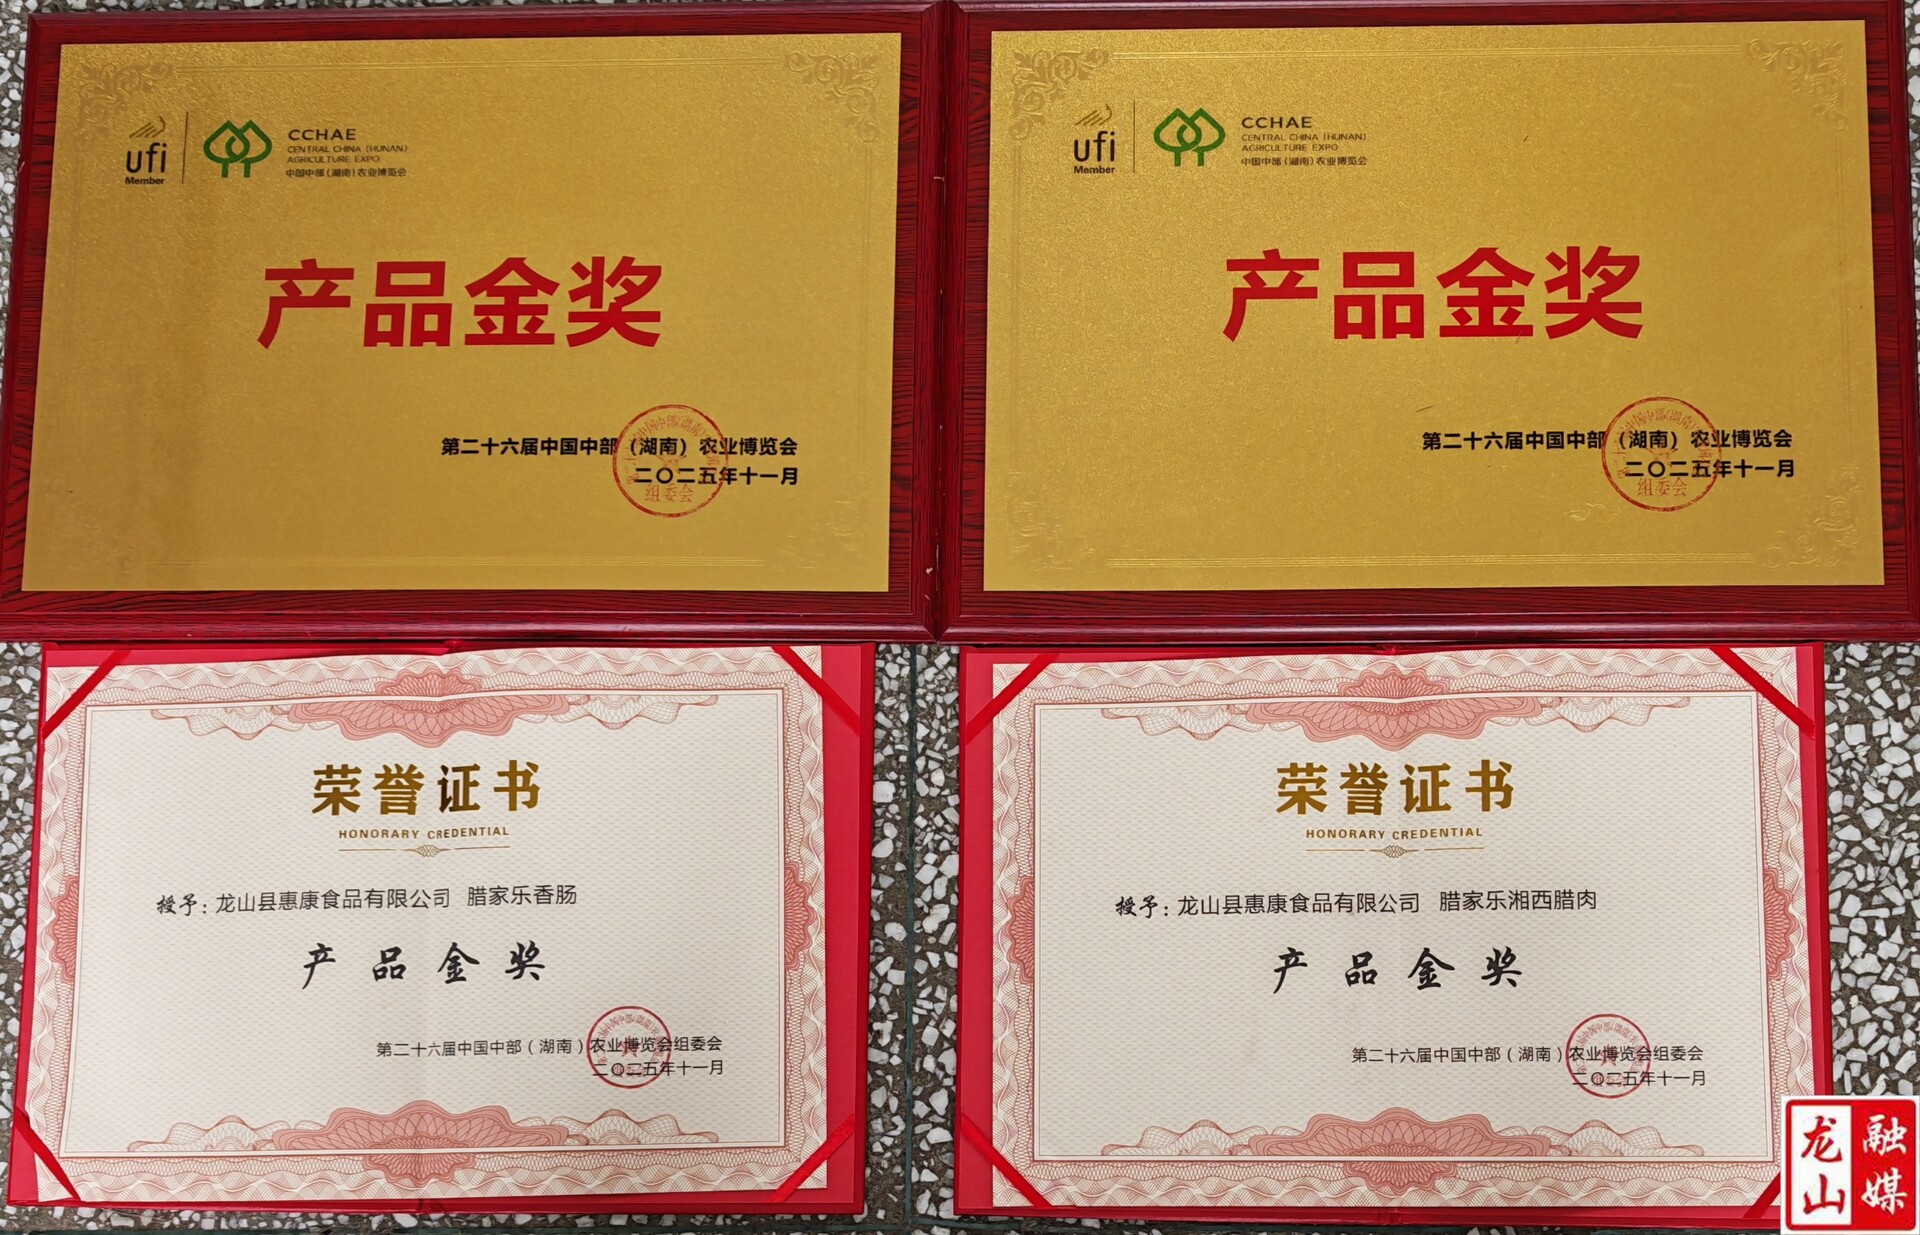 ufi
Member
CCHAE
CENTRAL CHINA (HUNAN)
AGRICULTURE EXPO
中国中部(湖南)农业博览会
产品金奖
第二十六届中国中部（湖南）农业博览会
二〇二五年十一月
组委会
ufi
Member
CCHAE
CENTRAL CHINA (HUNAN)
AGRICULTURE EXPO
中国中部(湖南)农业博览会
产品金奖
第二十六届中国中部（湖南）农业博览会
二〇二五年十一月
组委会
荣誉证书
HONORARY CREDENTIAL
授予：龙山县惠康食品有限公司 腊家乐香肠
产品金奖
第二十六届中国中部（湖南）农业博览会组委会
二〇二五年十一月
荣誉证书
HONORARY CREDENTIAL
授予：龙山县惠康食品有限公司 腊家乐湘西腊肉
产品金奖
第二十六届中国中部（湖南）农业博览会组委会
二〇二五年十一月
龙山
融媒